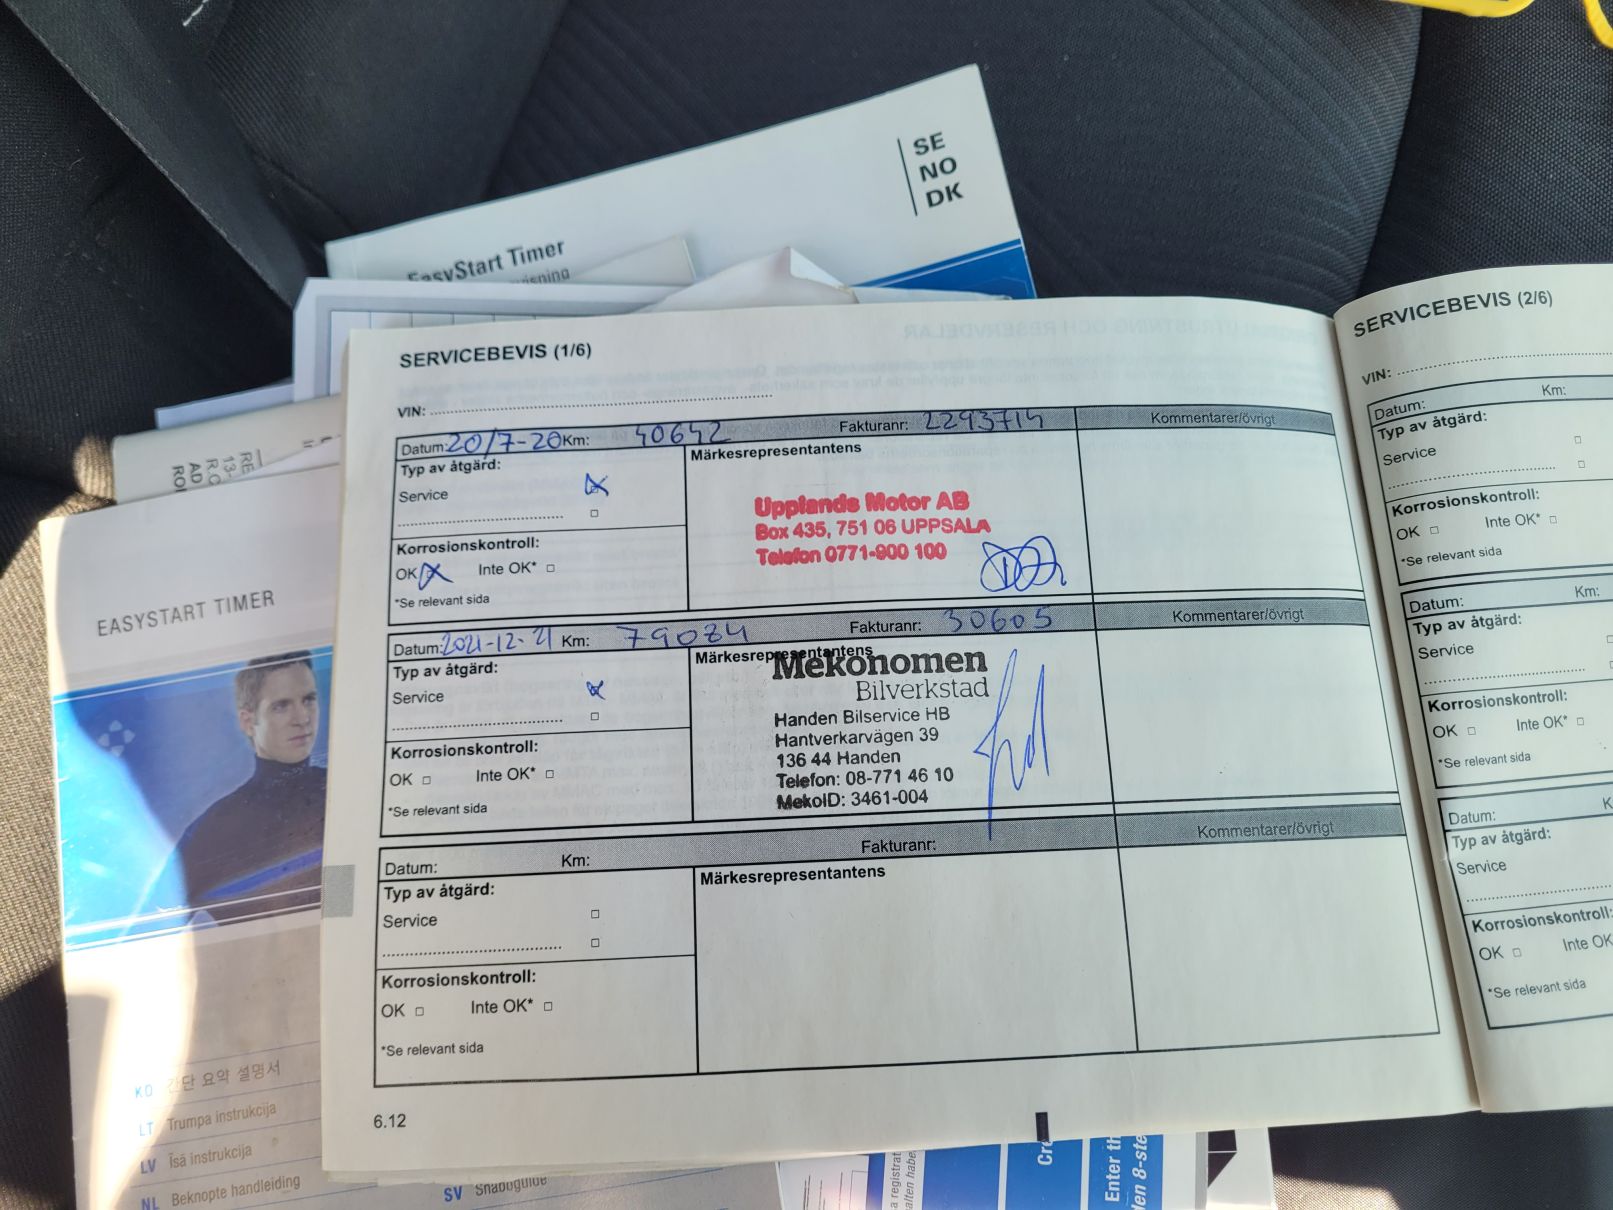 SE
NO
DK
EasyStart Timer
EASYSTART TIMER
KO 간단 요약 설명서
LT Trumpa instrukcija
LV Īsā instrukcija
NL Beknopte handleiding
SV Snabbguide
SERVICEBEVIS (1/6)
VIN:
Datum: 20/7-20 Km: 40642 Fakturanr: 2293714 Kommentarer/övrigt
Typ av åtgärd: Märkesrepresentantens
Service
Upplands Motor AB
Box 435, 751 06 UPPSALA
Telefon 0771-900 100
Korrosionskontroll:
OK Inte OK*
*Se relevant sida
Datum: 2021-12-21 Km: 79084 Fakturanr: 30605 Kommentarer/övrigt
Typ av åtgärd: Märkesrepresentantens
Service
Mekonomen
Bilverkstad
Handen Bilservice HB
Hantverkarvägen 39
136 44 Handen
Telefon: 08-771 46 10
MekoID: 3461-004
Korrosionskontroll:
OK Inte OK*
*Se relevant sida
Datum: Km: Fakturanr: Kommentarer/övrigt
Typ av åtgärd: Märkesrepresentantens
Service
Korrosionskontroll:
OK Inte OK*
*Se relevant sida
6.12
SERVICEBEVIS (2/6)
VIN:
Datum: Km:
Typ av åtgärd:
Service
Korrosionskontroll:
OK Inte OK*
*Se relevant sida
Datum: Km:
Typ av åtgärd:
Service
Korrosionskontroll:
OK Inte OK*
*Se relevant sida
Datum:
Typ av åtgärd:
Service
Korrosionskontroll:
OK Inte OK
*Se relevant sida
Enter